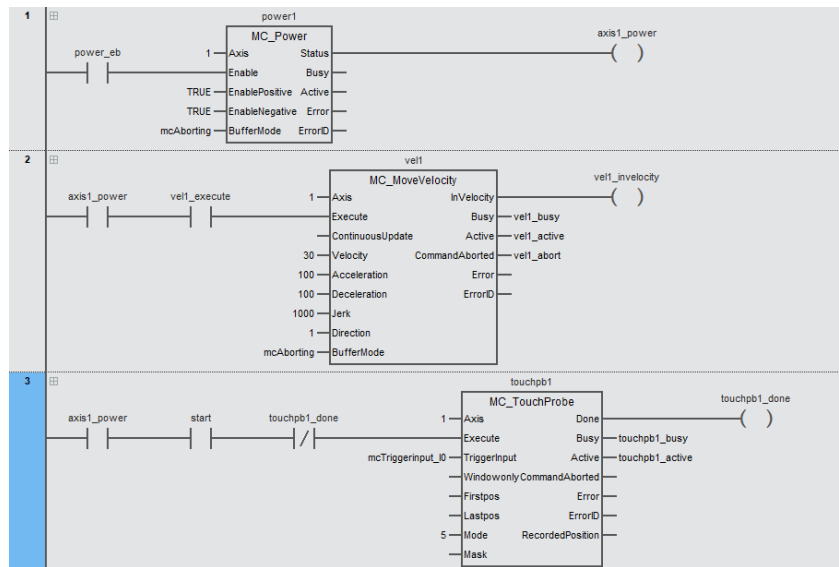 1
power1
MC_Power
power_eb
axis1_power
1 Axis Status
Enable Busy
TRUE EnablePositive Active
TRUE EnableNegative Error
mcAborting BufferMode ErrorID
2
vel1
MC_MoveVelocity
axis1_power vel1_execute vel1_invelocity
1 Axis InVelocity
Execute Busy vel1_busy
ContinuousUpdate Active vel1_active
30 Velocity CommandAborted vel1_abort
100 Acceleration Error
100 Deceleration ErrorID
1000 Jerk
1 Direction
mcAborting BufferMode
3
touchpb1
MC_TouchProbe
axis1_power start touchpb1_done touchpb1_done
1 Axis Done
Execute Busy touchpb1_busy
mcTriggerinput_I0 TriggerInput Active touchpb1_active
Windowonly CommandAborted
Firstpos Error
Lastpos ErrorID
5 Mode RecordedPosition
Mask